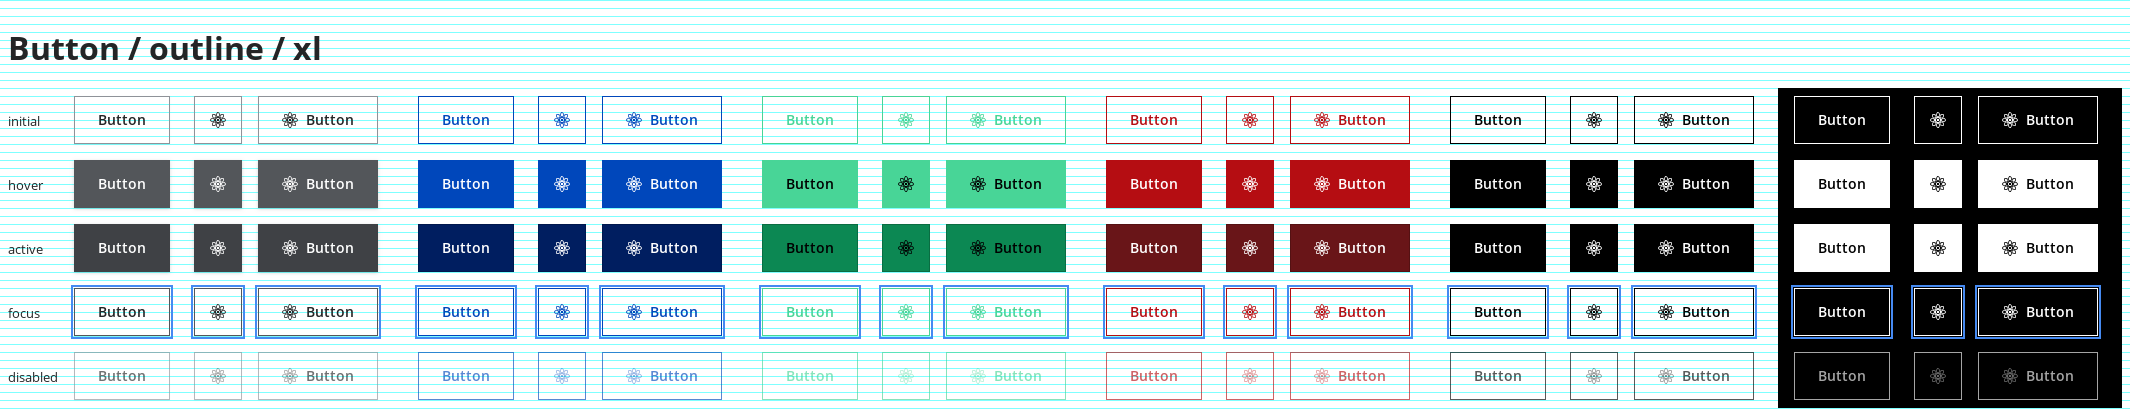 Button / outline / xl
initial Button Button Button Button Button Button Button Button Button Button Button Button
hover Button Button Button Button Button Button Button Button Button Button Button Button
active Button Button Button Button Button Button Button Button Button Button Button Button
focus Button Button Button Button Button Button Button Button Button Button Button Button
disabled Button Button Button Button Button Button Button Button Button Button Button Button